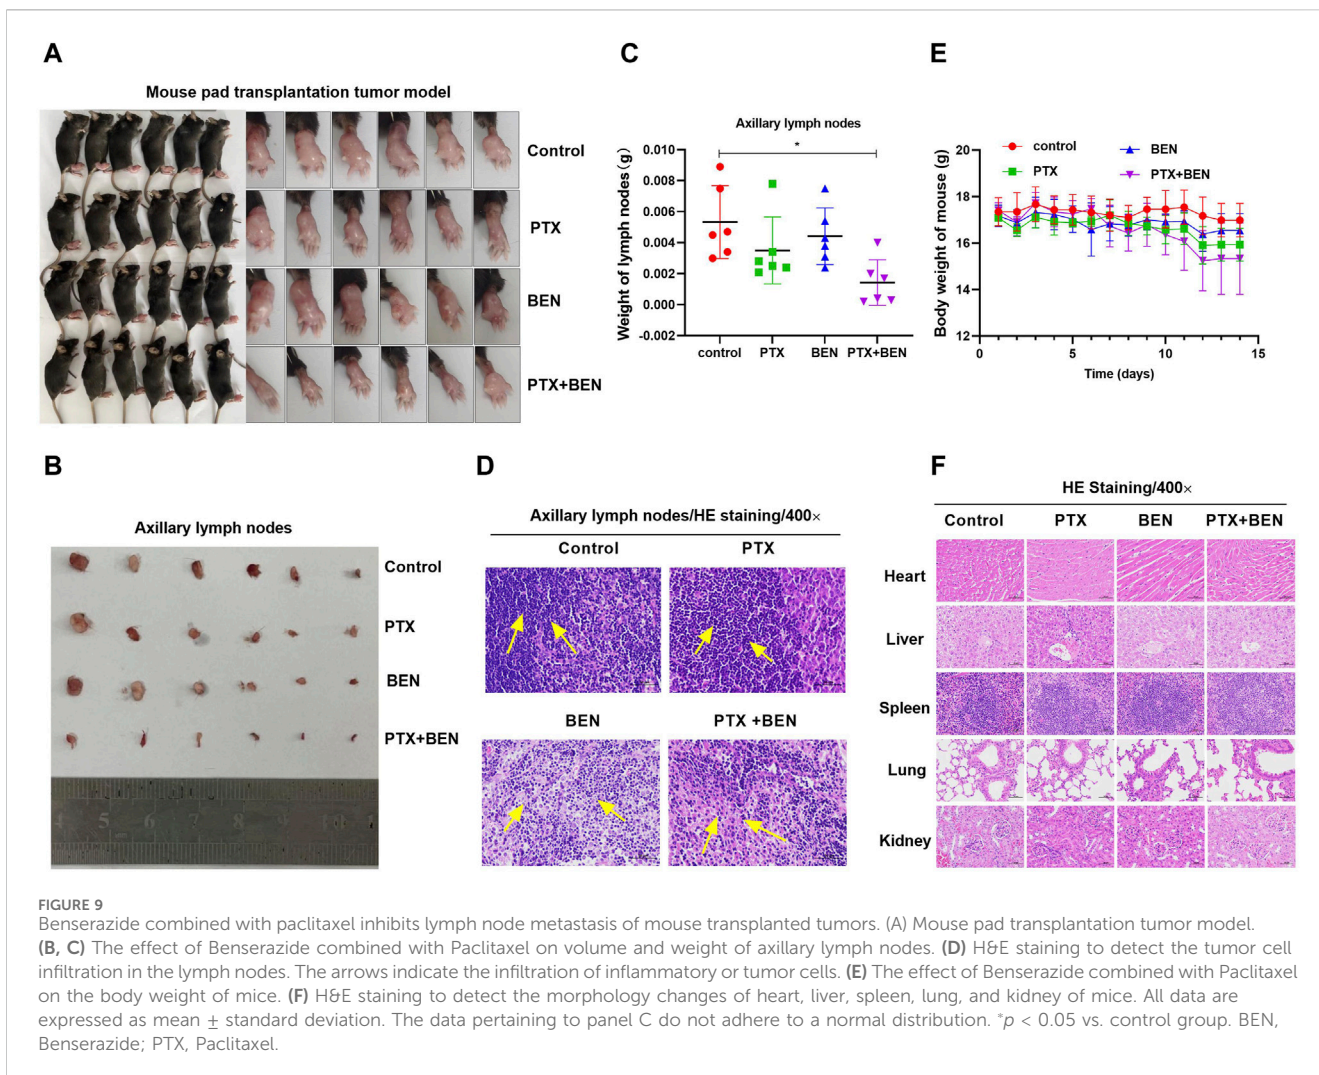 A
Mouse pad transplantation tumor model
Control
PTX
BEN
PTX+BEN
B
Axillary lymph nodes
Control
PTX
BEN
PTX+BEN
4 5 6 7 8 9 10
C
Axillary lymph nodes
*
Weight of lymph nodes (g)
0.010
0.008
0.006
0.004
0.002
0.000
-0.002
control PTX BEN PTX+BEN
D
Axillary lymph nodes/HE staining/400×
Control PTX
BEN PTX +BEN
E
control BEN
PTX PTX+BEN
Body weight of mouse (g)
20
18
16
14
12
0 5 10 15
Time (days)
F
HE Staining/400×
Control PTX BEN PTX+BEN
Heart
Liver
Spleen
Lung
Kidney
FIGURE 9
Benserazide combined with paclitaxel inhibits lymph node metastasis of mouse transplanted tumors. (A) Mouse pad transplantation tumor model.
(B, C) The effect of Benserazide combined with Paclitaxel on volume and weight of axillary lymph nodes. (D) H&E staining to detect the tumor cell
infiltration in the lymph nodes. The arrows indicate the infiltration of inflammatory or tumor cells. (E) The effect of Benserazide combined with Paclitaxel
on the body weight of mice. (F) H&E staining to detect the morphology changes of heart, liver, spleen, lung, and kidney of mice. All data are
expressed as mean ± standard deviation. The data pertaining to panel C do not adhere to a normal distribution. *p < 0.05 vs. control group. BEN,
Benserazide; PTX, Paclitaxel.